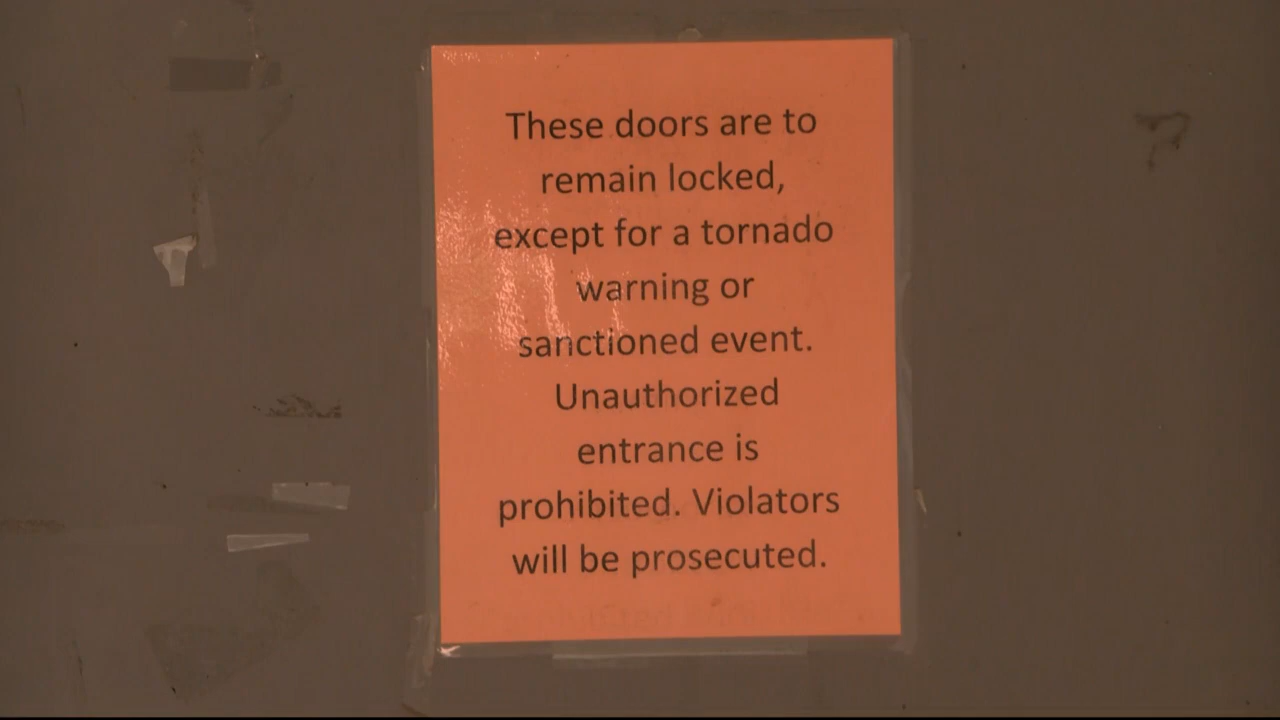 These doors are to
remain locked,
except for a tornado
warning or
sanctioned event.
Unauthorized
entrance is
prohibited. Violators
will be prosecuted.